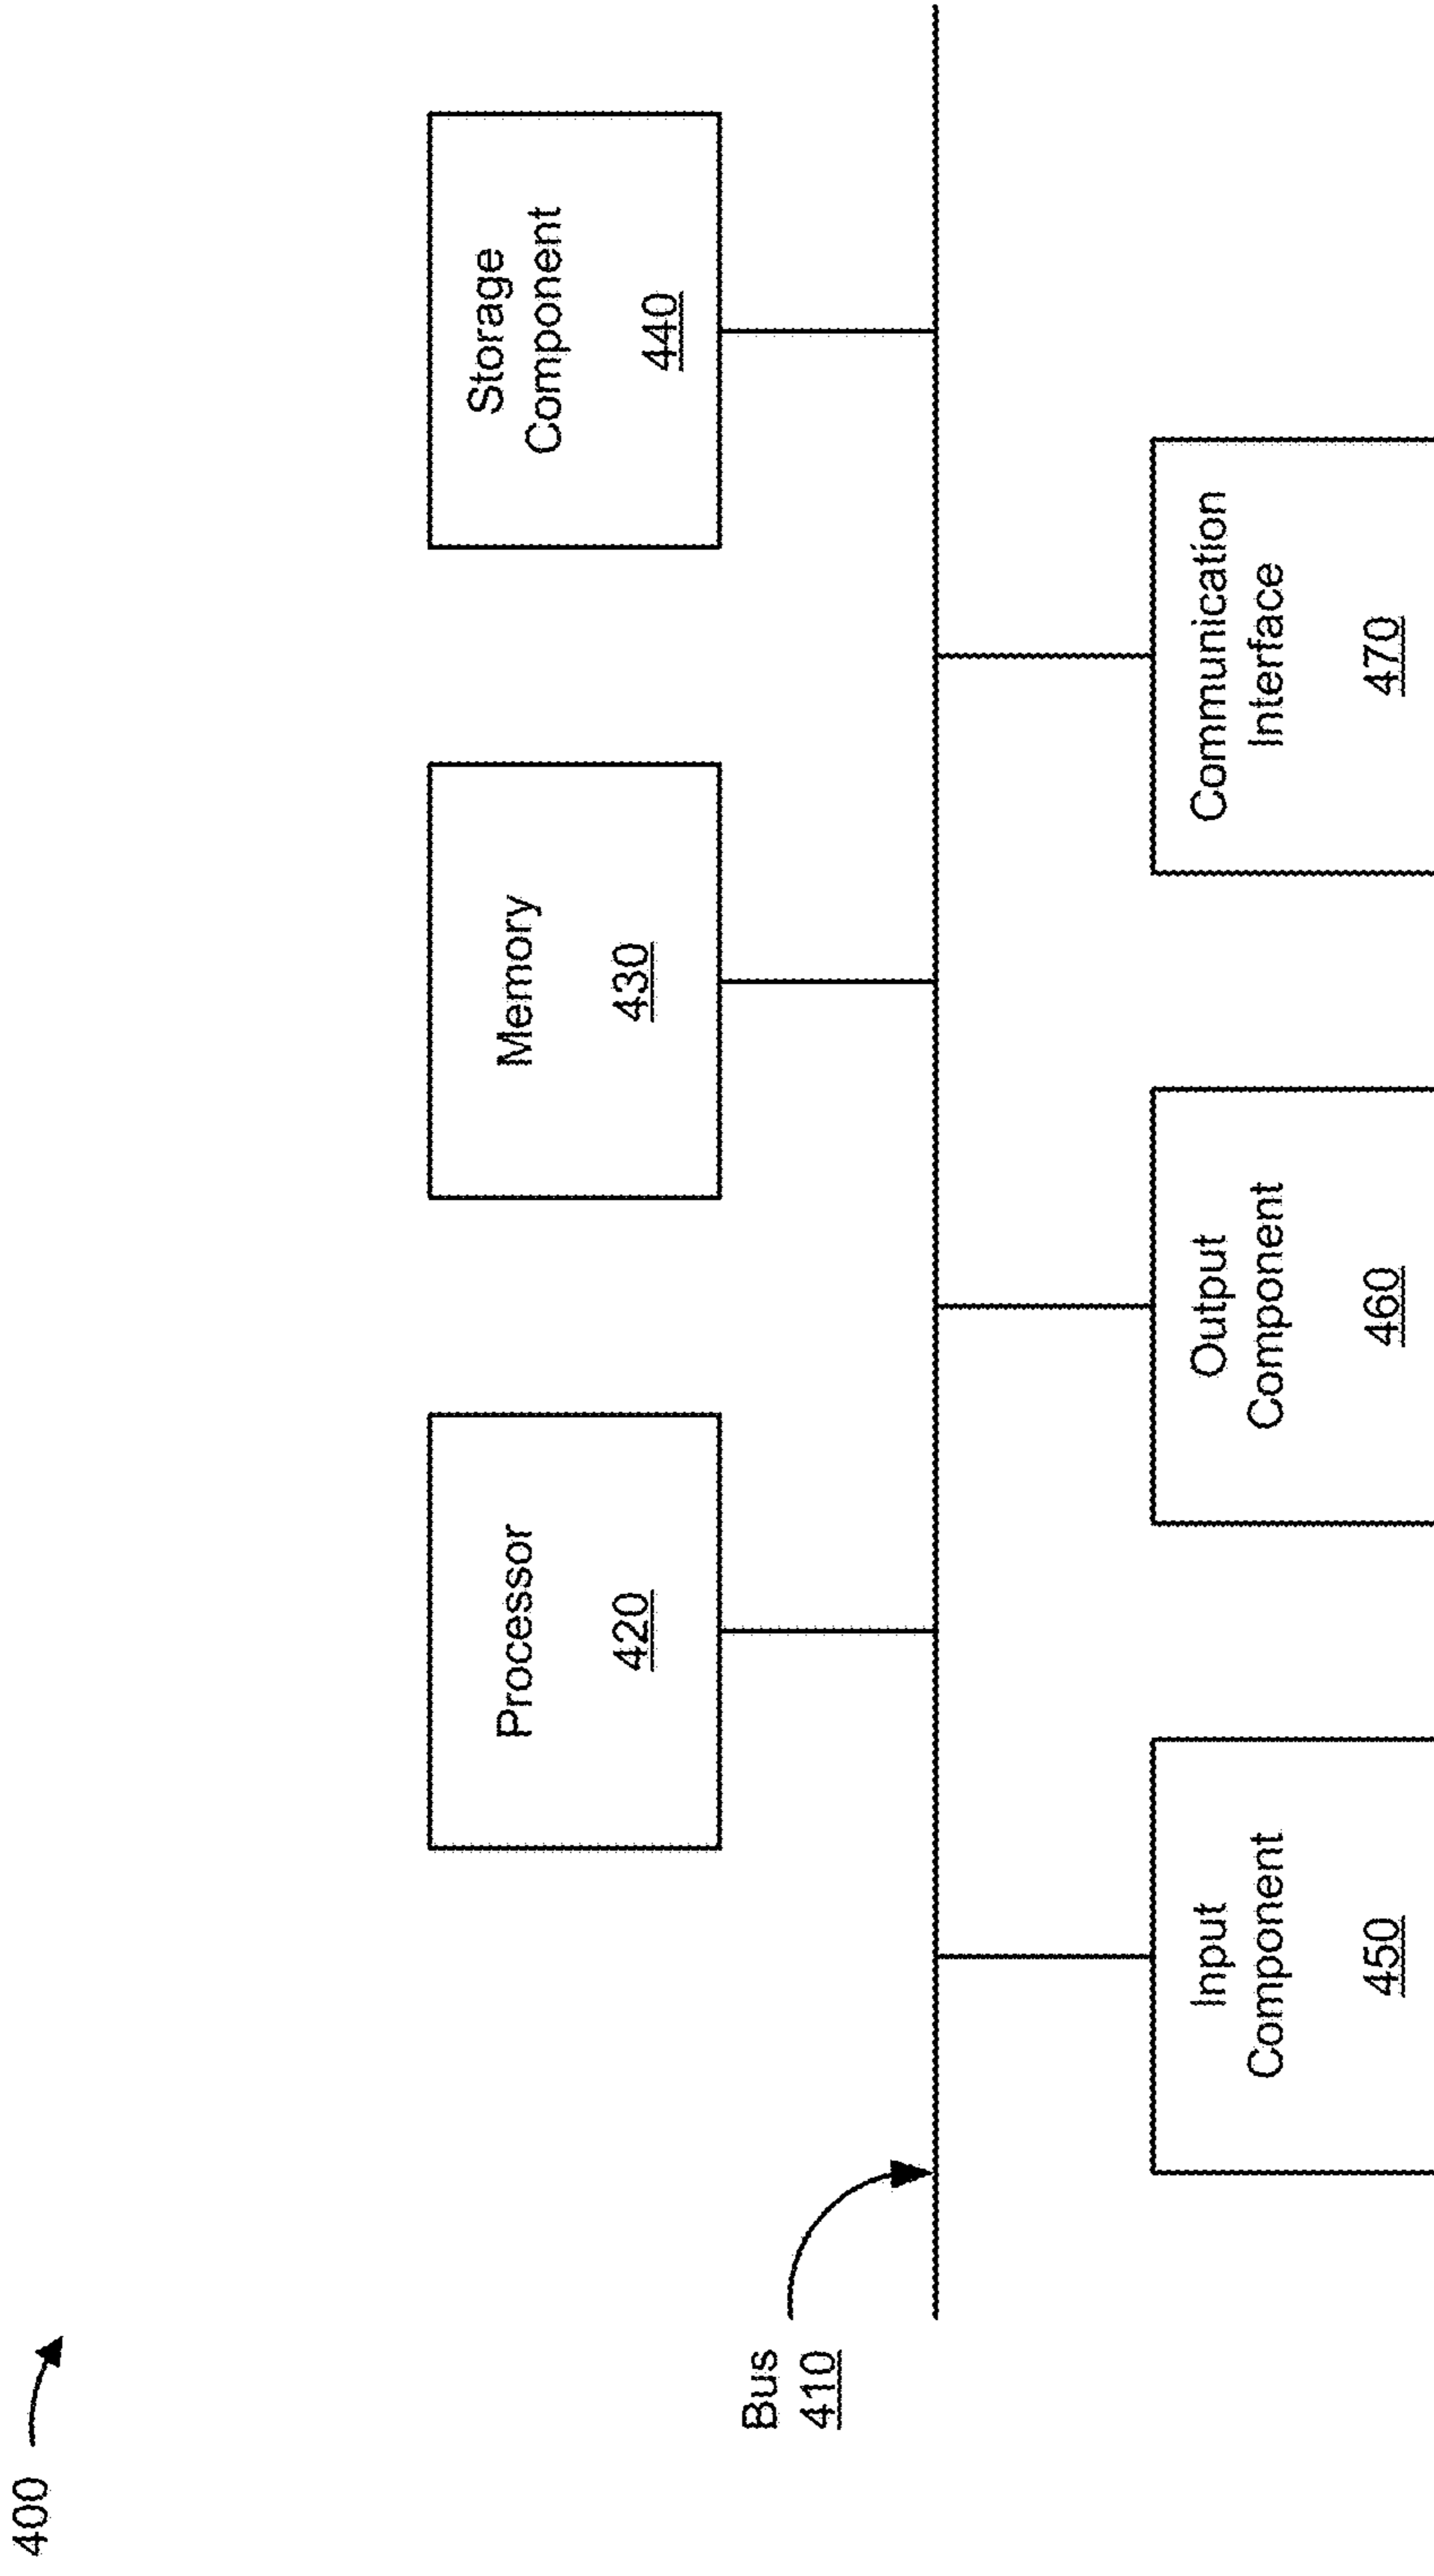 400
Processor
420
Memory
430
Storage
Component
440
Bus
410
Input
Component
450
Output
Component
460
Communication
Interface
470